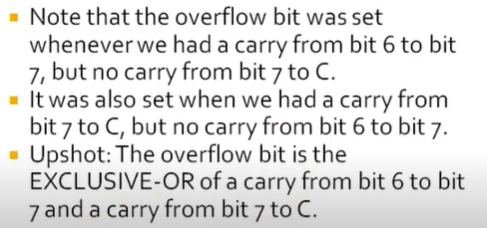 ▪ Note that the overflow bit was set
whenever we had a carry from bit 6 to bit
7, but no carry from bit 7 to C.
▪ It was also set when we had a carry from
bit 7 to C, but no carry from bit 6 to bit 7.
▪ Upshot: The overflow bit is the
EXCLUSIVE-OR of a carry from bit 6 to bit
7 and a carry from bit 7 to C.